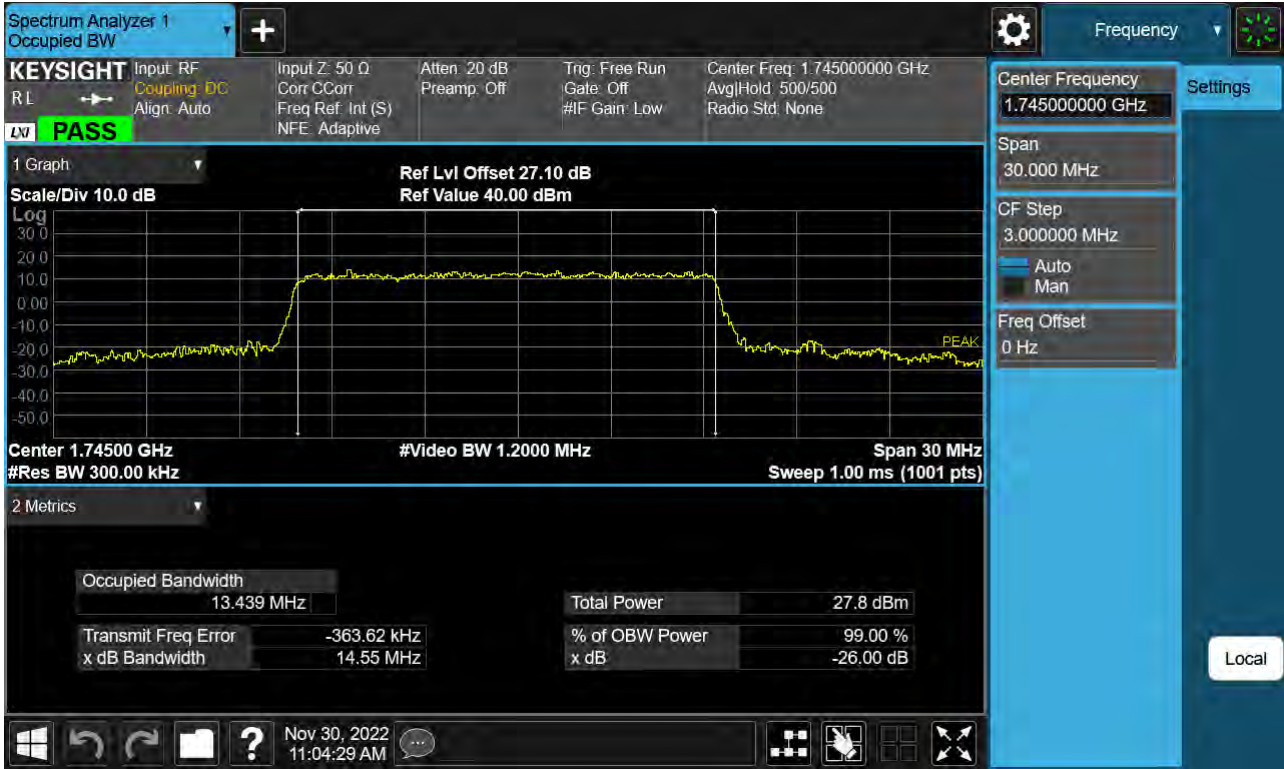 Spectrum Analyzer 1
Occupied BW
Frequency
KEYSIGHT
R L
LXI
PASS
Input: RF
Coupling: DC
Align: Auto
Input Z: 50 Ω
Corr CCorr
Freq Ref: Int (S)
NFE: Adaptive
Atten: 20 dB
Preamp: Off
Trig: Free Run
Gate: Off
#IF Gain: Low
Center Freq: 1.745000000 GHz
Avg|Hold: 500/500
Radio Std: None
Center Frequency
1.745000000 GHz
Settings
Span
30.000 MHz
CF Step
3.000000 MHz
Auto
Man
Freq Offset
0 Hz
Local
1 Graph
Scale/Div 10.0 dB
Ref Lvl Offset 27.10 dB
Ref Value 40.00 dBm
Log
30.0
20.0
10.0
0.00
-10.0
-20.0
-30.0
-40.0
-50.0
PEAK
Center 1.74500 GHz
#Res BW 300.00 kHz
#Video BW 1.2000 MHz
Span 30 MHz
Sweep 1.00 ms (1001 pts)
2 Metrics
Occupied Bandwidth
13.439 MHz
Transmit Freq Error -363.62 kHz
x dB Bandwidth 14.55 MHz
Total Power 27.8 dBm
% of OBW Power 99.00 %
x dB -26.00 dB
?
Nov 30, 2022
11:04:29 AM